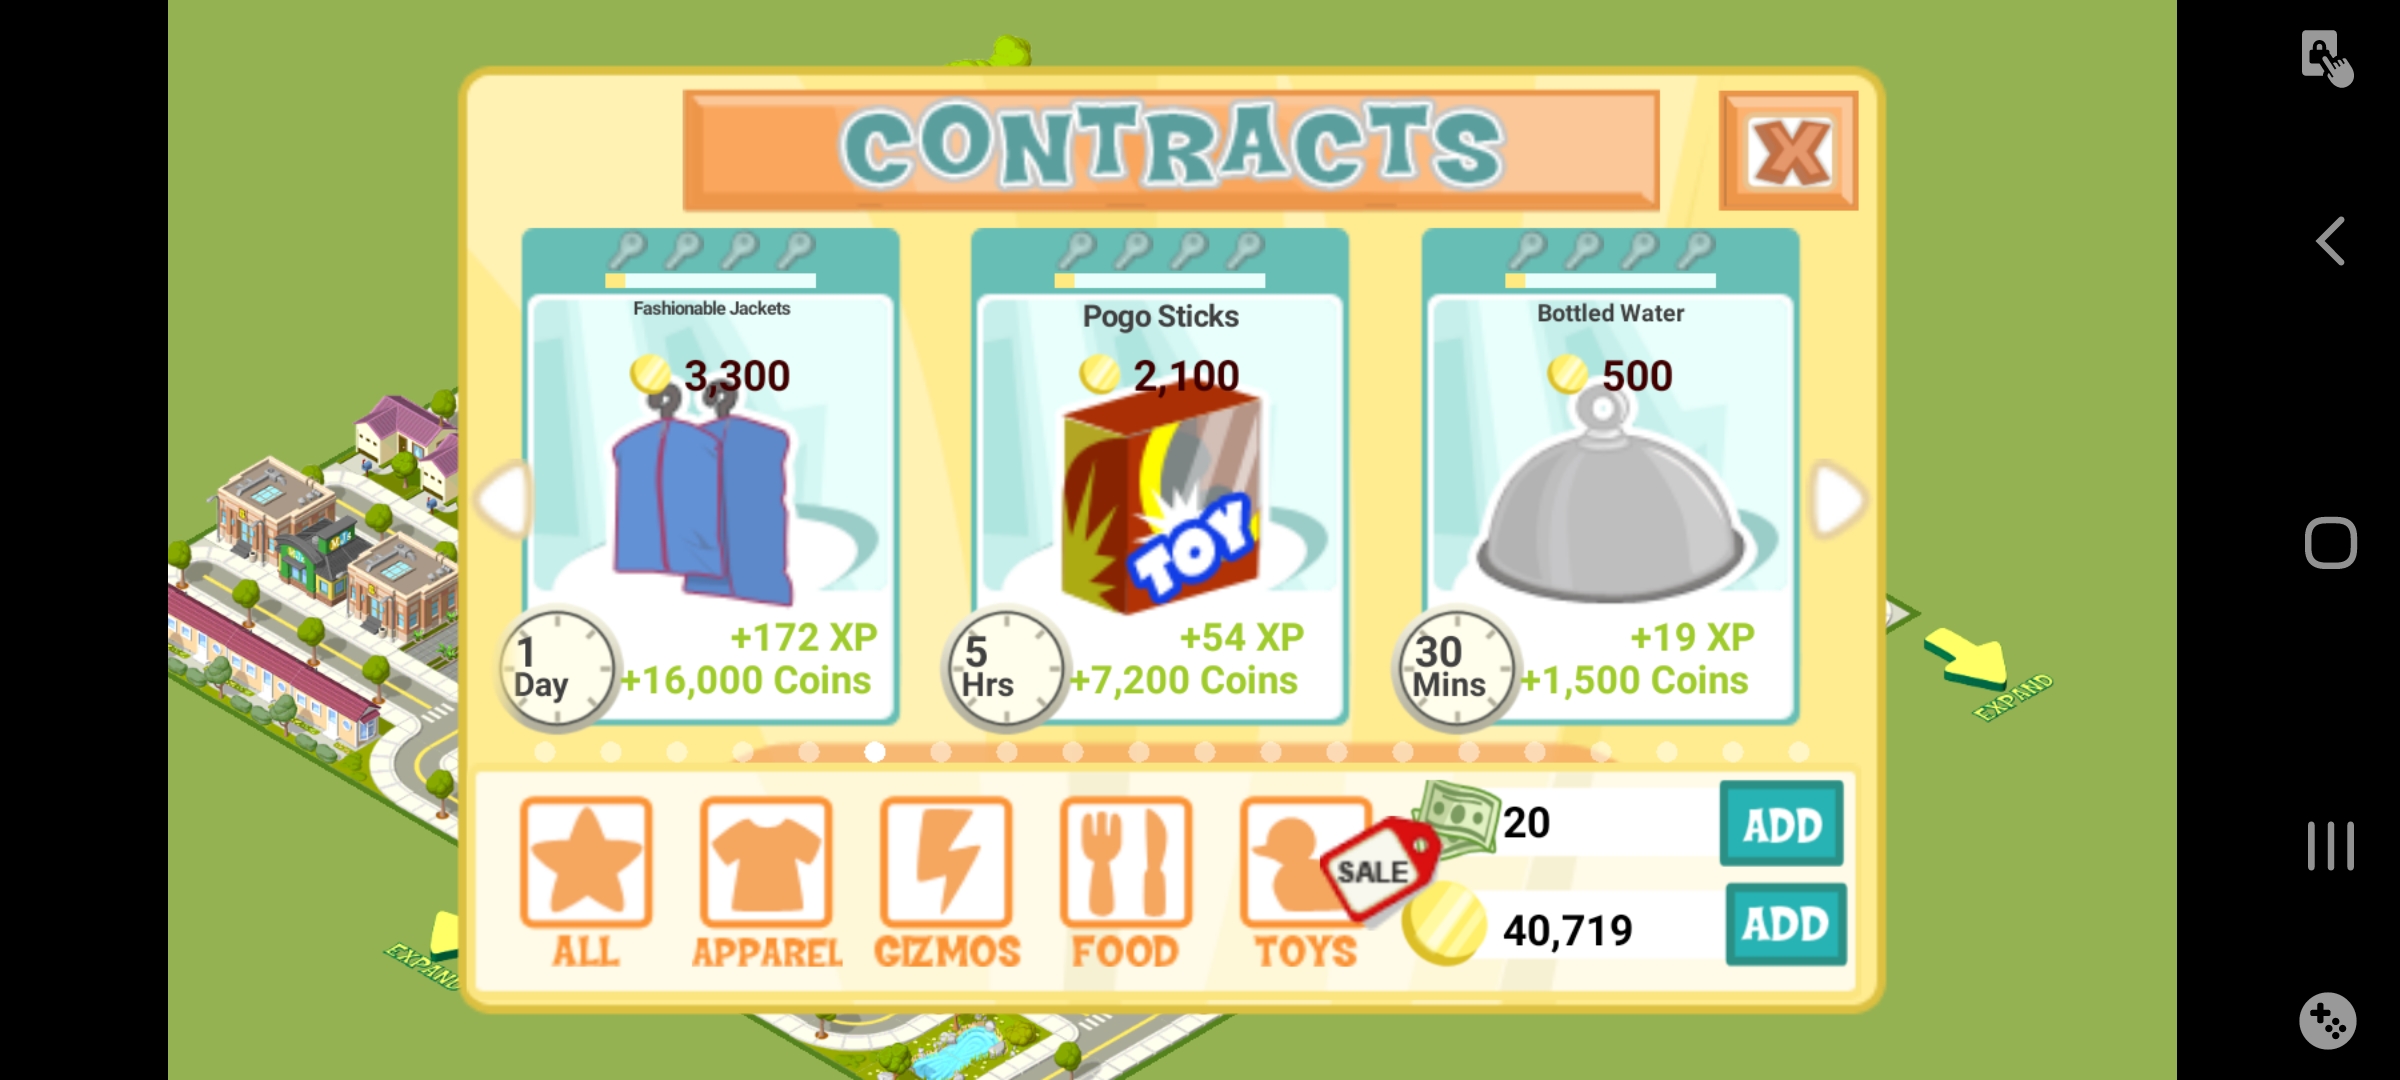 CONTRACTS
X
Fashionable Jackets
3,300
1
Day
+172 XP
+16,000 Coins
Pogo Sticks
2,100
TOY
5
Hrs
+54 XP
+7,200 Coins
Bottled Water
500
30
Mins
+19 XP
+1,500 Coins
EXPAND
EXPAND
ALL
APPAREL
GIZMOS
FOOD
TOYS
SALE
20
ADD
40,719
ADD